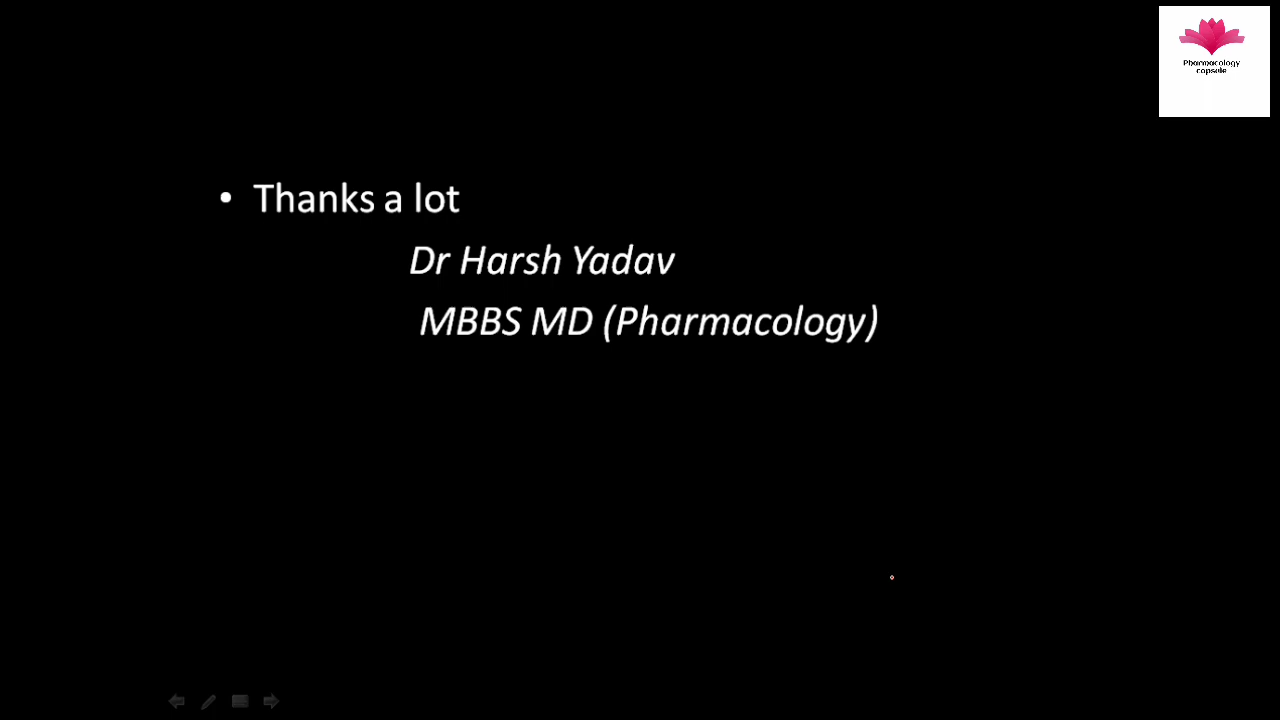 Pharmacology
capsule
• Thanks a lot
Dr Harsh Yadav
MBBS MD (Pharmacology)